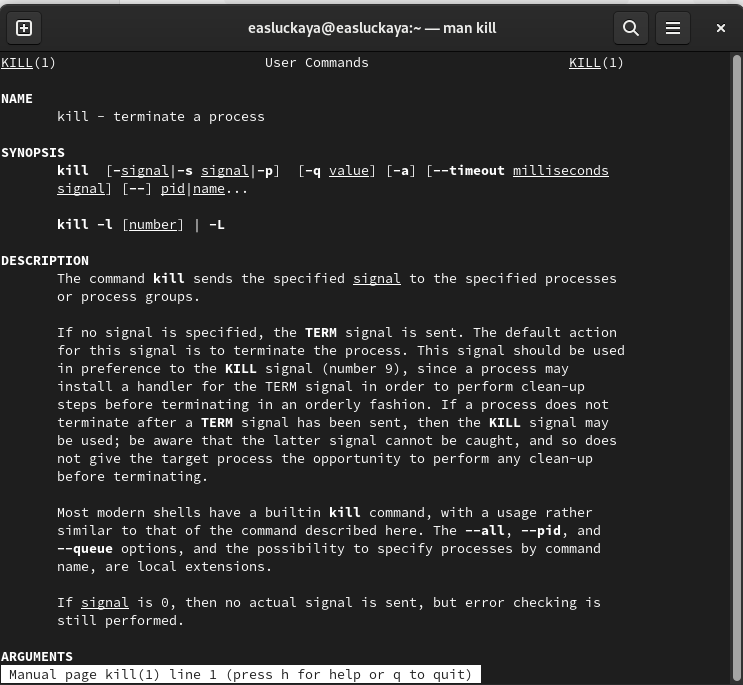 easluckaya@easluckaya:~ — man kill
KILL(1) User Commands KILL(1)
NAME
kill - terminate a process
SYNOPSIS
kill [-signal|-s signal|-p] [-q value] [-a] [--timeout milliseconds
signal] [--] pid|name...
kill -l [number] | -L
DESCRIPTION
The command kill sends the specified signal to the specified processes
or process groups.
If no signal is specified, the TERM signal is sent. The default action
for this signal is to terminate the process. This signal should be used
in preference to the KILL signal (number 9), since a process may
install a handler for the TERM signal in order to perform clean-up
steps before terminating in an orderly fashion. If a process does not
terminate after a TERM signal has been sent, then the KILL signal may
be used; be aware that the latter signal cannot be caught, and so does
not give the target process the opportunity to perform any clean-up
before terminating.
Most modern shells have a builtin kill command, with a usage rather
similar to that of the command described here. The --all, --pid, and
--queue options, and the possibility to specify processes by command
name, are local extensions.
If signal is 0, then no actual signal is sent, but error checking is
still performed.
ARGUMENTS
Manual page kill(1) line 1 (press h for help or q to quit)